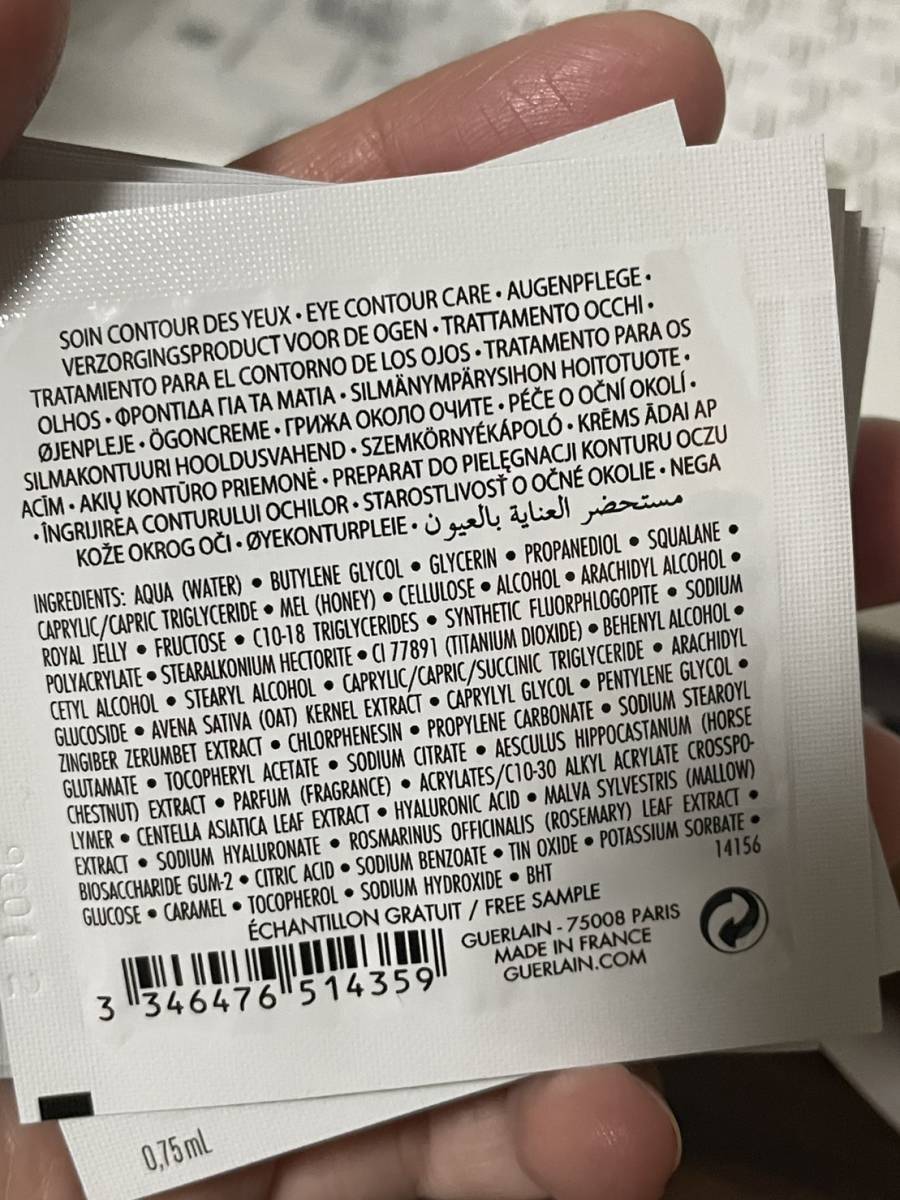 SOIN CONTOUR DES YEUX • EYE CONTOUR CARE • AUGENPFLEGE •
VERZORGINGSPRODUCT VOOR DE OGEN • TRATTAMENTO OCCHI •
TRATAMIENTO PARA EL CONTORNO DE LOS OJOS • TRATAMENTO PARA OS
OLHOS • ΦΡΟΝΤΙΔΑ ΓΙΑ ΤΑ ΜΑΤΙΑ • SILMÄNYMPÄRYSIHON HOITOTUOTE •
ØJENPLEJE • ÖGONCREME • ГРИЖА ОКОЛО ОЧИТЕ • PÉČE O OČNÍ OKOLÍ •
SILMAKONTUURI HOOLDUSVAHEND • SZEMKÖRNYÉKÁPOLÓ • KRĒMS ĀDAI AP
ACĪM • AKIŲ KONTŪRO PRIEMONĖ • PREPARAT DO PIELĘGNACJI KONTURU OCZU
• ÎNGRIJIREA CONTURULUI OCHILOR • STAROSTLIVOSŤ O OČNÉ OKOLIE • NEGA
KOŽE OKROG OČI • ØYEKONTURPLEIE • مستحضر العناية بالعيون
INGREDIENTS: AQUA (WATER) • BUTYLENE GLYCOL • GLYCERIN • PROPANEDIOL • SQUALANE •
CAPRYLIC/CAPRIC TRIGLYCERIDE • MEL (HONEY) • CELLULOSE • ALCOHOL • ARACHIDYL ALCOHOL •
ROYAL JELLY • FRUCTOSE • C10-18 TRIGLYCERIDES • SYNTHETIC FLUORPHLOGOPITE • SODIUM
POLYACRYLATE • STEARALKONIUM HECTORITE • CI 77891 (TITANIUM DIOXIDE) • BEHENYL ALCOHOL •
CETYL ALCOHOL • STEARYL ALCOHOL • CAPRYLIC/CAPRIC/SUCCINIC TRIGLYCERIDE • ARACHIDYL
GLUCOSIDE • AVENA SATIVA (OAT) KERNEL EXTRACT • CAPRYLYL GLYCOL • PENTYLENE GLYCOL •
ZINGIBER ZERUMBET EXTRACT • CHLORPHENESIN • PROPYLENE CARBONATE • SODIUM STEAROYL
GLUTAMATE • TOCOPHERYL ACETATE • SODIUM CITRATE • AESCULUS HIPPOCASTANUM (HORSE
CHESTNUT) EXTRACT • PARFUM (FRAGRANCE) • ACRYLATES/C10-30 ALKYL ACRYLATE CROSSPO-
LYMER • CENTELLA ASIATICA LEAF EXTRACT • HYALURONIC ACID • MALVA SYLVESTRIS (MALLOW)
EXTRACT • SODIUM HYALURONATE • ROSMARINUS OFFICINALIS (ROSEMARY) LEAF EXTRACT •
BIOSACCHARIDE GUM-2 • CITRIC ACID • SODIUM BENZOATE • TIN OXIDE • POTASSIUM SORBATE •
GLUCOSE • CARAMEL • TOCOPHEROL • SODIUM HYDROXIDE • BHT
14156
ÉCHANTILLON GRATUIT / FREE SAMPLE
GUERLAIN - 75008 PARIS
MADE IN FRANCE
GUERLAIN.COM
3 346476 514359
0,75 mL